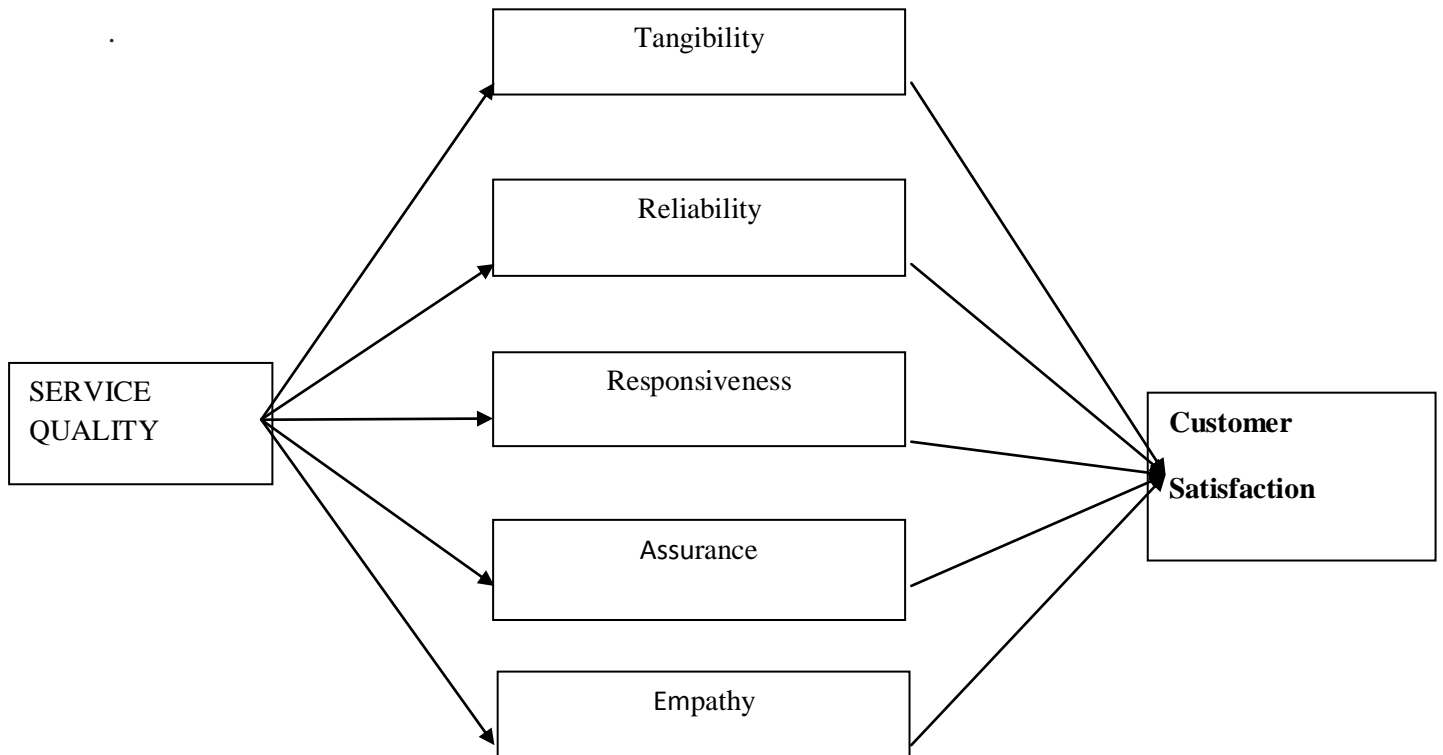 Tangibility
Reliability
Responsiveness
SERVICE
QUALITY
Customer
Satisfaction
Assurance
Empathy